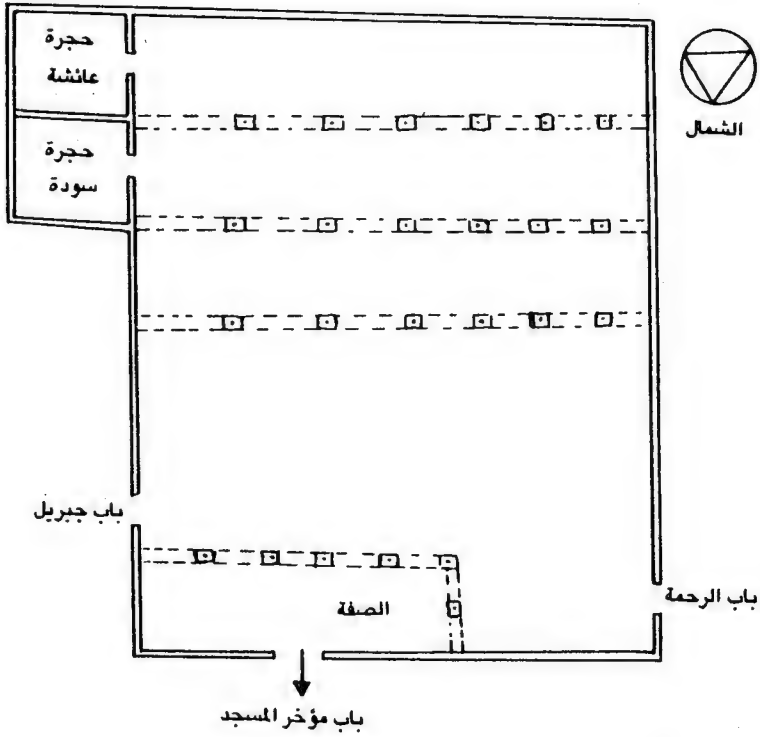 حجرة
عائشة
الشمال
حجرة
سودة
باب جبريل
باب الرحمة
الصفة
باب مؤخر المسجد